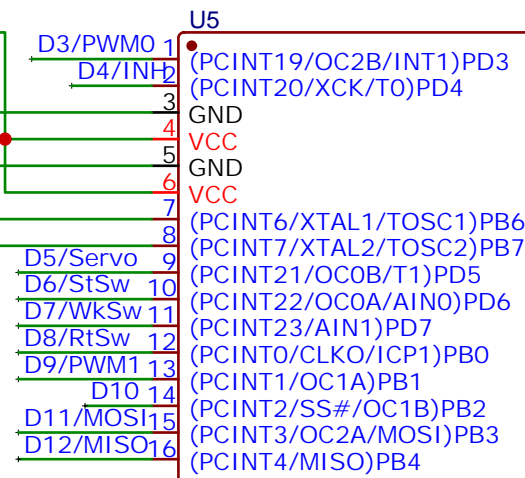 U5
D3/PWM0 1 (PCINT19/OC2B/INT1)PD3
D4/INH 2 (PCINT20/XCK/T0)PD4
3 GND
4 VCC
5 GND
6 VCC
7 (PCINT6/XTAL1/TOSC1)PB6
8 (PCINT7/XTAL2/TOSC2)PB7
D5/Servo 9 (PCINT21/OC0B/T1)PD5
D6/StSw 10 (PCINT22/OC0A/AIN0)PD6
D7/WkSw 11 (PCINT23/AIN1)PD7
D8/RtSw 12 (PCINT0/CLKO/ICP1)PB0
D9/PWM1 13 (PCINT1/OC1A)PB1
D10 14 (PCINT2/SS#/OC1B)PB2
D11/MOSI 15 (PCINT3/OC2A/MOSI)PB3
D12/MISO 16 (PCINT4/MISO)PB4